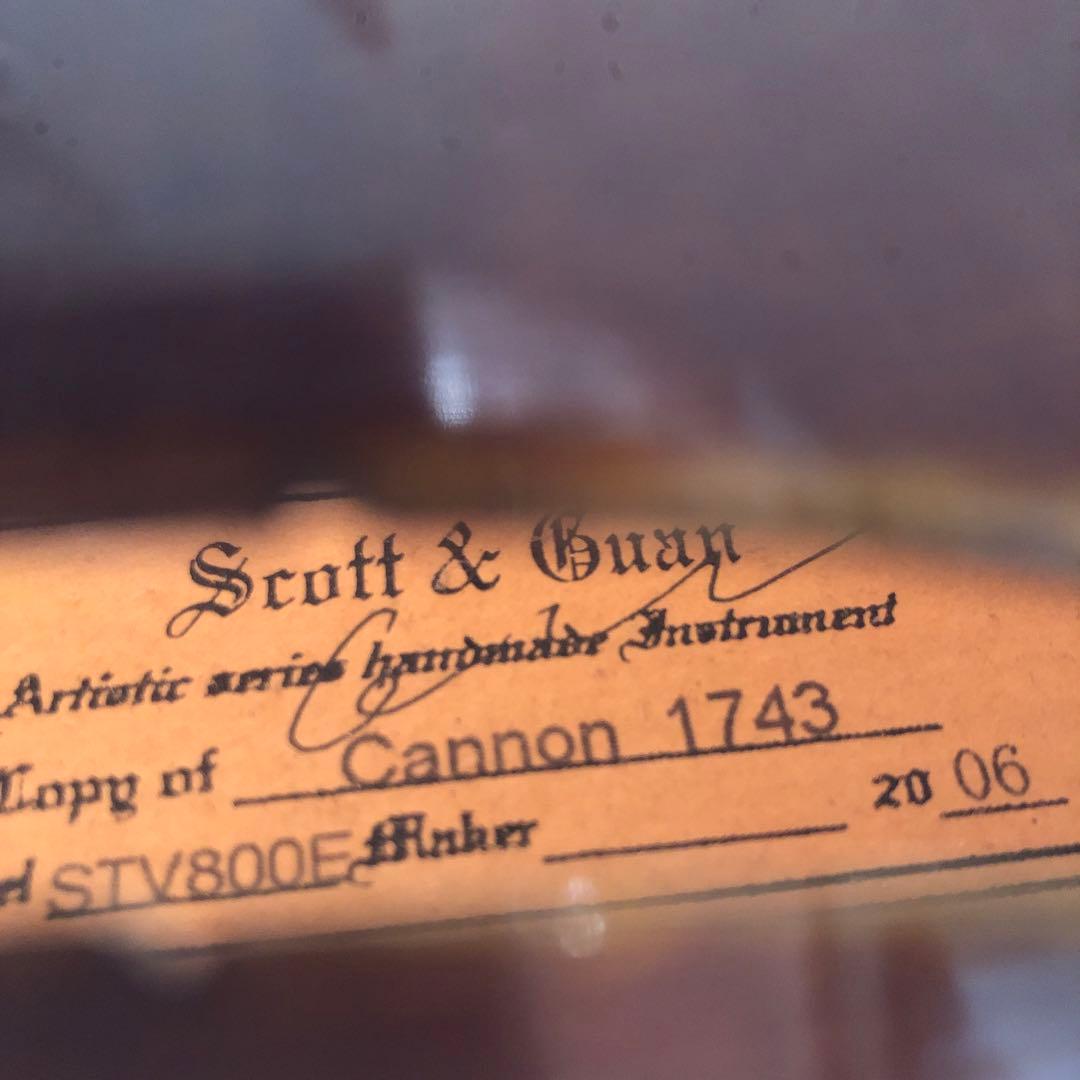 Scott & Guan
Artistic series handmade Instrument
Copy of Cannon 1743
STV800E Maker 20 06